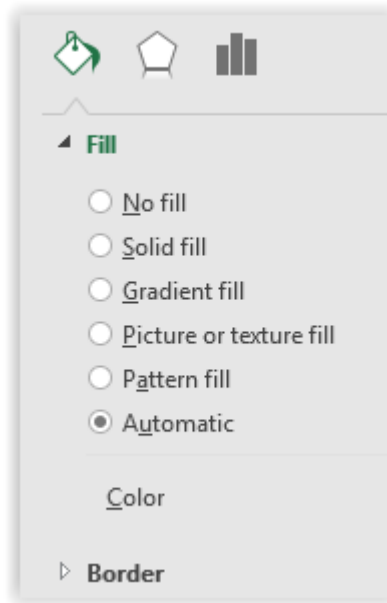 Fill
No fill
Solid fill
Gradient fill
Picture or texture fill
Pattern fill
Automatic
Color
Border